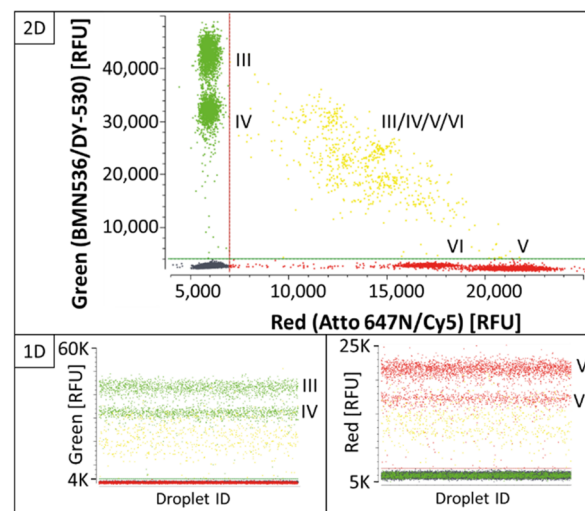 2D
Green (BMN536/DY-530) [RFU]
40,000
30,000
20,000
10,000
III
IV
III/IV/V/VI
VI
V
5,000
10,000
15,000
20,000
Red (Atto 647N/Cy5) [RFU]
1D
60K
Green [RFU]
4K
III
IV
Droplet ID
25K
Red [RFU]
5K
V
V
Droplet ID